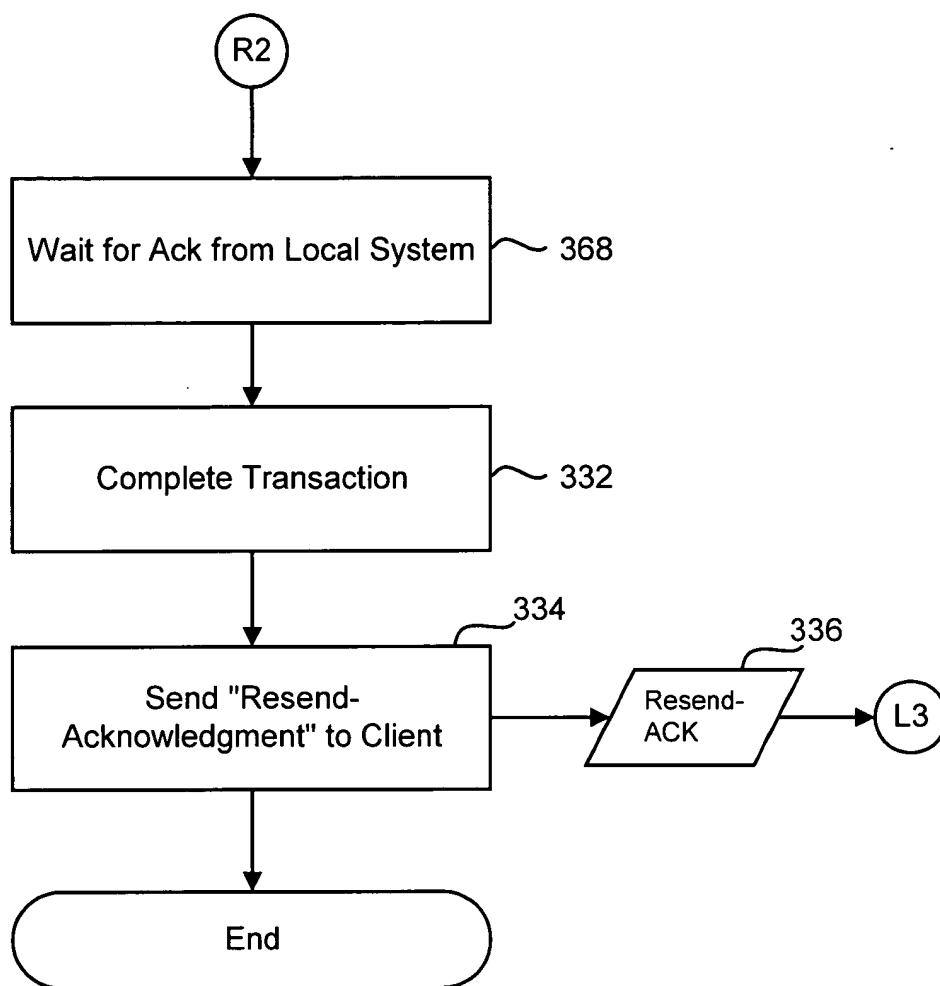 R2
Wait for Ack from Local System
368
Complete Transaction
332
334
Send "Resend-
Acknowledgment" to Client
336
Resend-
ACK
L3
End